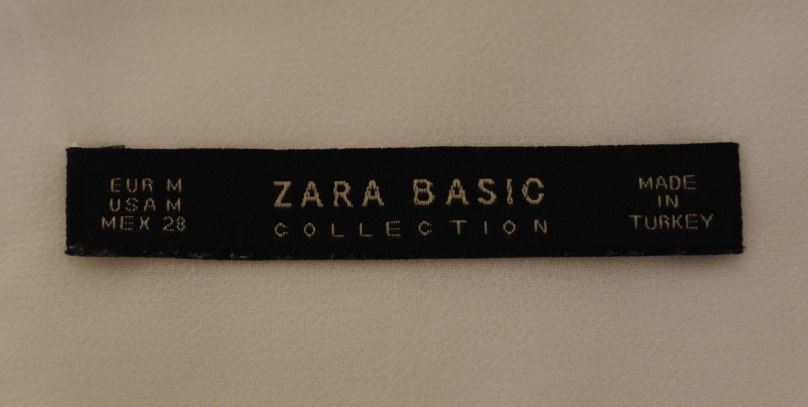 EUR M
USA M
MEX 28
ZARA BASIC
COLLECTION
MADE
IN
TURKEY